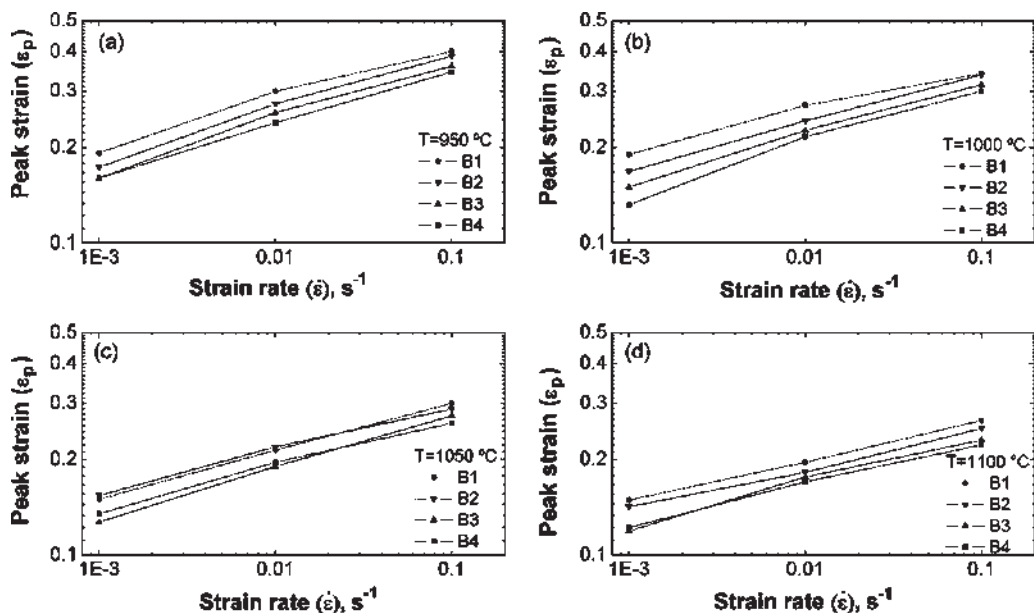 (a)
0.5
0.4
0.3
0.2
0.1
Peak strain (εp)
T=950 ºC
B1
B2
B3
B4
1E-3 0.01 0.1
Strain rate (ε̇), s-1
(b)
0.5
0.4
0.3
0.2
0.1
Peak strain (εp)
T=1000 ºC
B1
B2
B3
B4
1E-3 0.01 0.1
Strain rate (ε̇), s-1
(c)
0.5
0.4
0.3
0.2
0.1
Peak strain (εp)
T=1050 ºC
B1
B2
B3
B4
1E-3 0.01 0.1
Strain rate (ε̇), s-1
(d)
0.5
0.4
0.3
0.2
0.1
Peak strain (εp)
T=1100 ºC
B1
B2
B3
B4
1E-3 0.01 0.1
Strain rate (ε̇), s-1